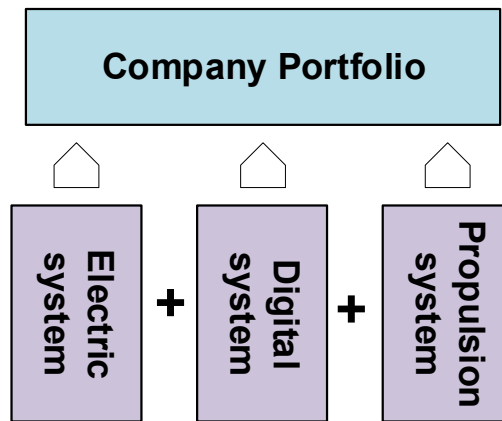 Company Portfolio
Electric
system
+
Digital
system
+
Propulsion
system